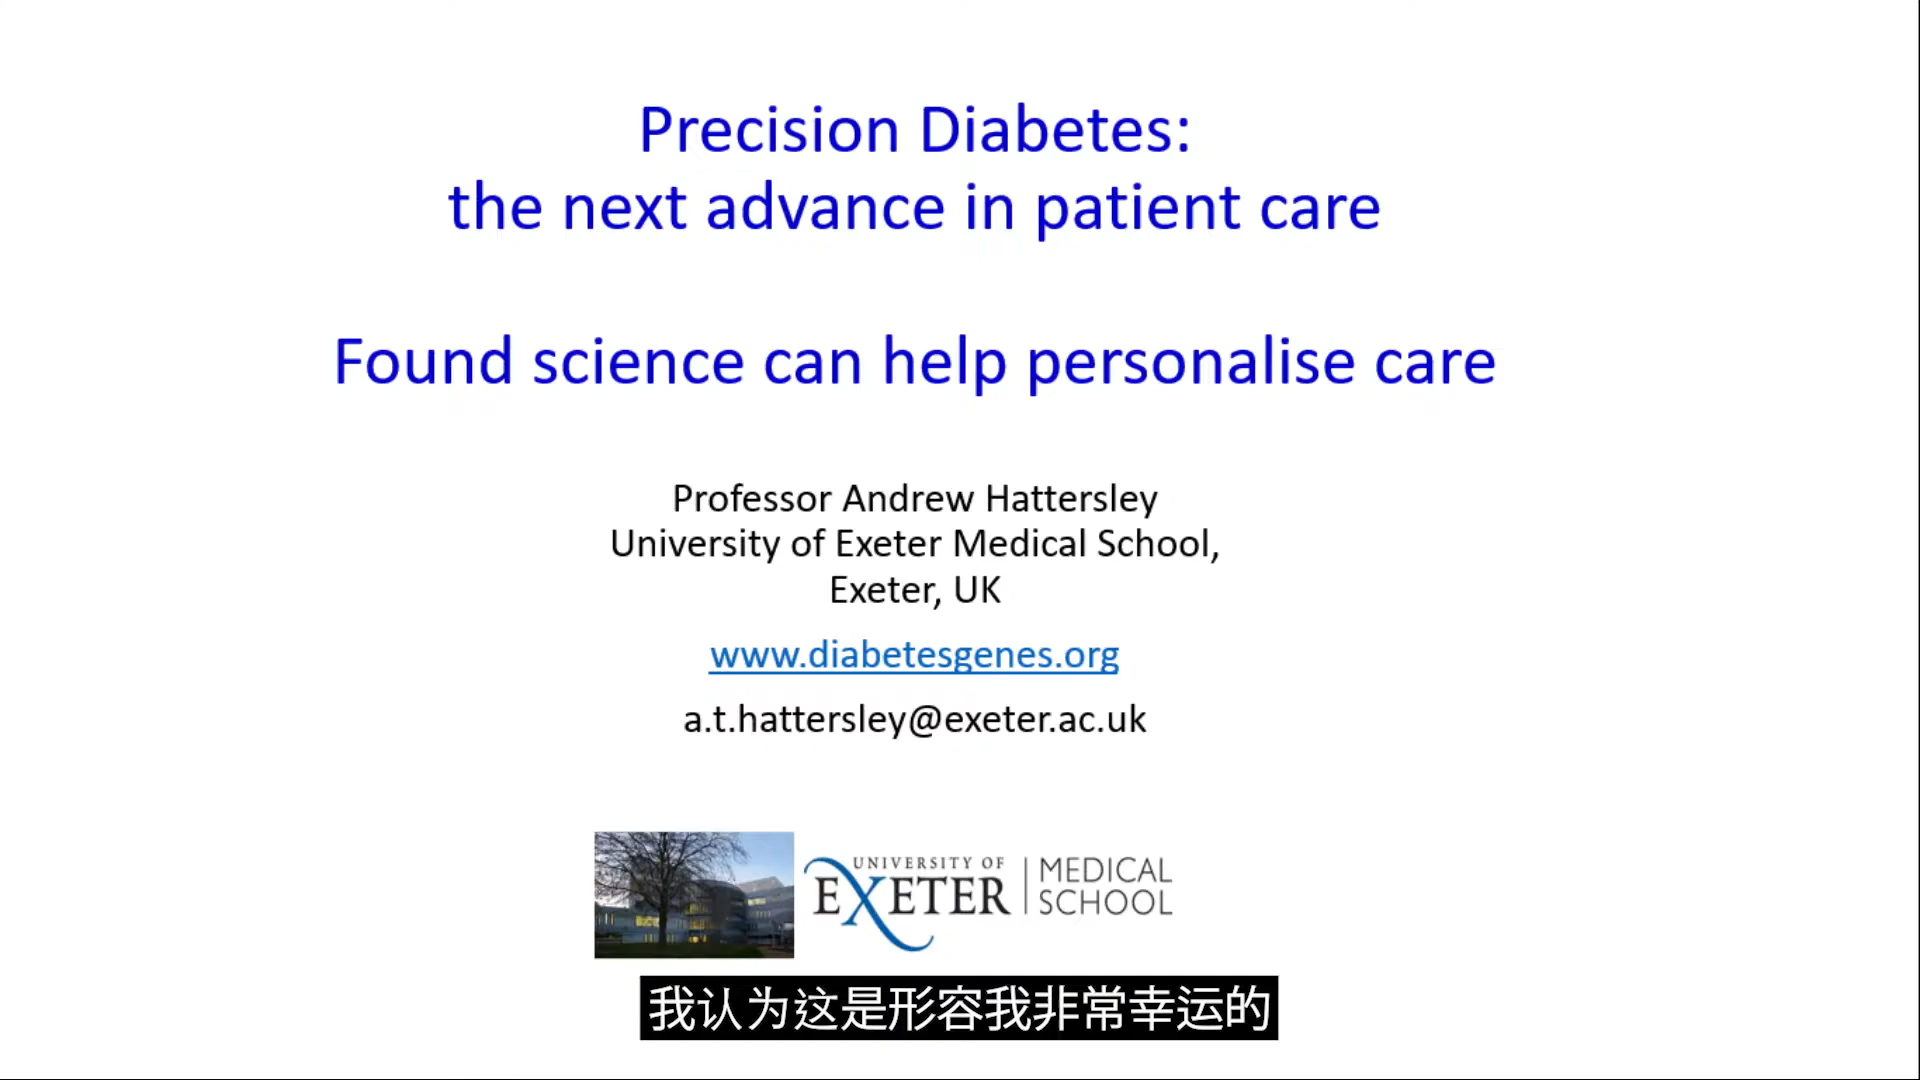 Precision Diabetes:
the next advance in patient care
Found science can help personalise care
Professor Andrew Hattersley
University of Exeter Medical School,
Exeter, UK
www.diabetesgenes.org
a.t.hattersley@exeter.ac.uk
UNIVERSITY OF
EXETER
MEDICAL
SCHOOL
我认为这是形容我非常幸运的